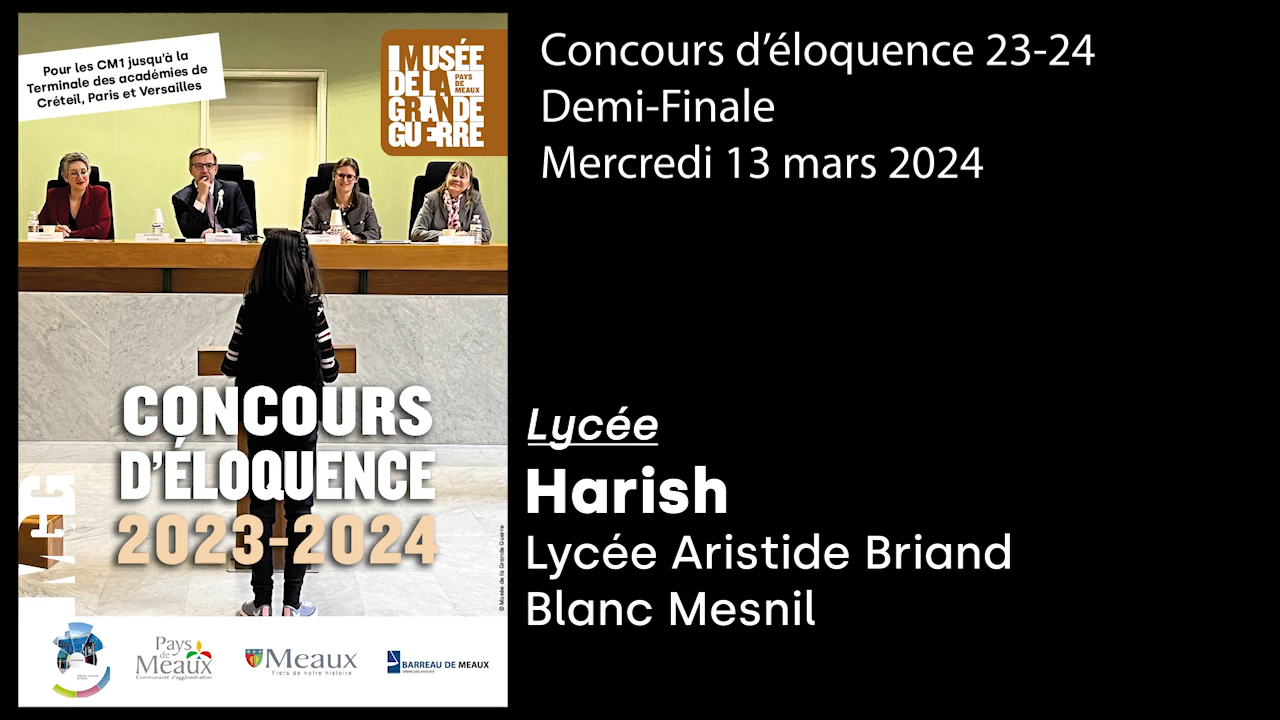 Pour les CM1 jusqu'à la
Terminale des académies de
Créteil, Paris et Versailles
MUSÉE
DE LA
PAYS
DE
MEAUX
GRANDE
GUERRE
CONCOURS
D'ÉLOQUENCE
2023-2024
© Musée de la Grande Guerre
Pays
de
Meaux
Communauté d'agglomération
Meaux
Fiers de notre histoire
BARREAU DE MEAUX
ORDRE DES AVOCATS
Concours d’éloquence 23-24
Demi-Finale
Mercredi 13 mars 2024
Lycée
Harish
Lycée Aristide Briand
Blanc Mesnil